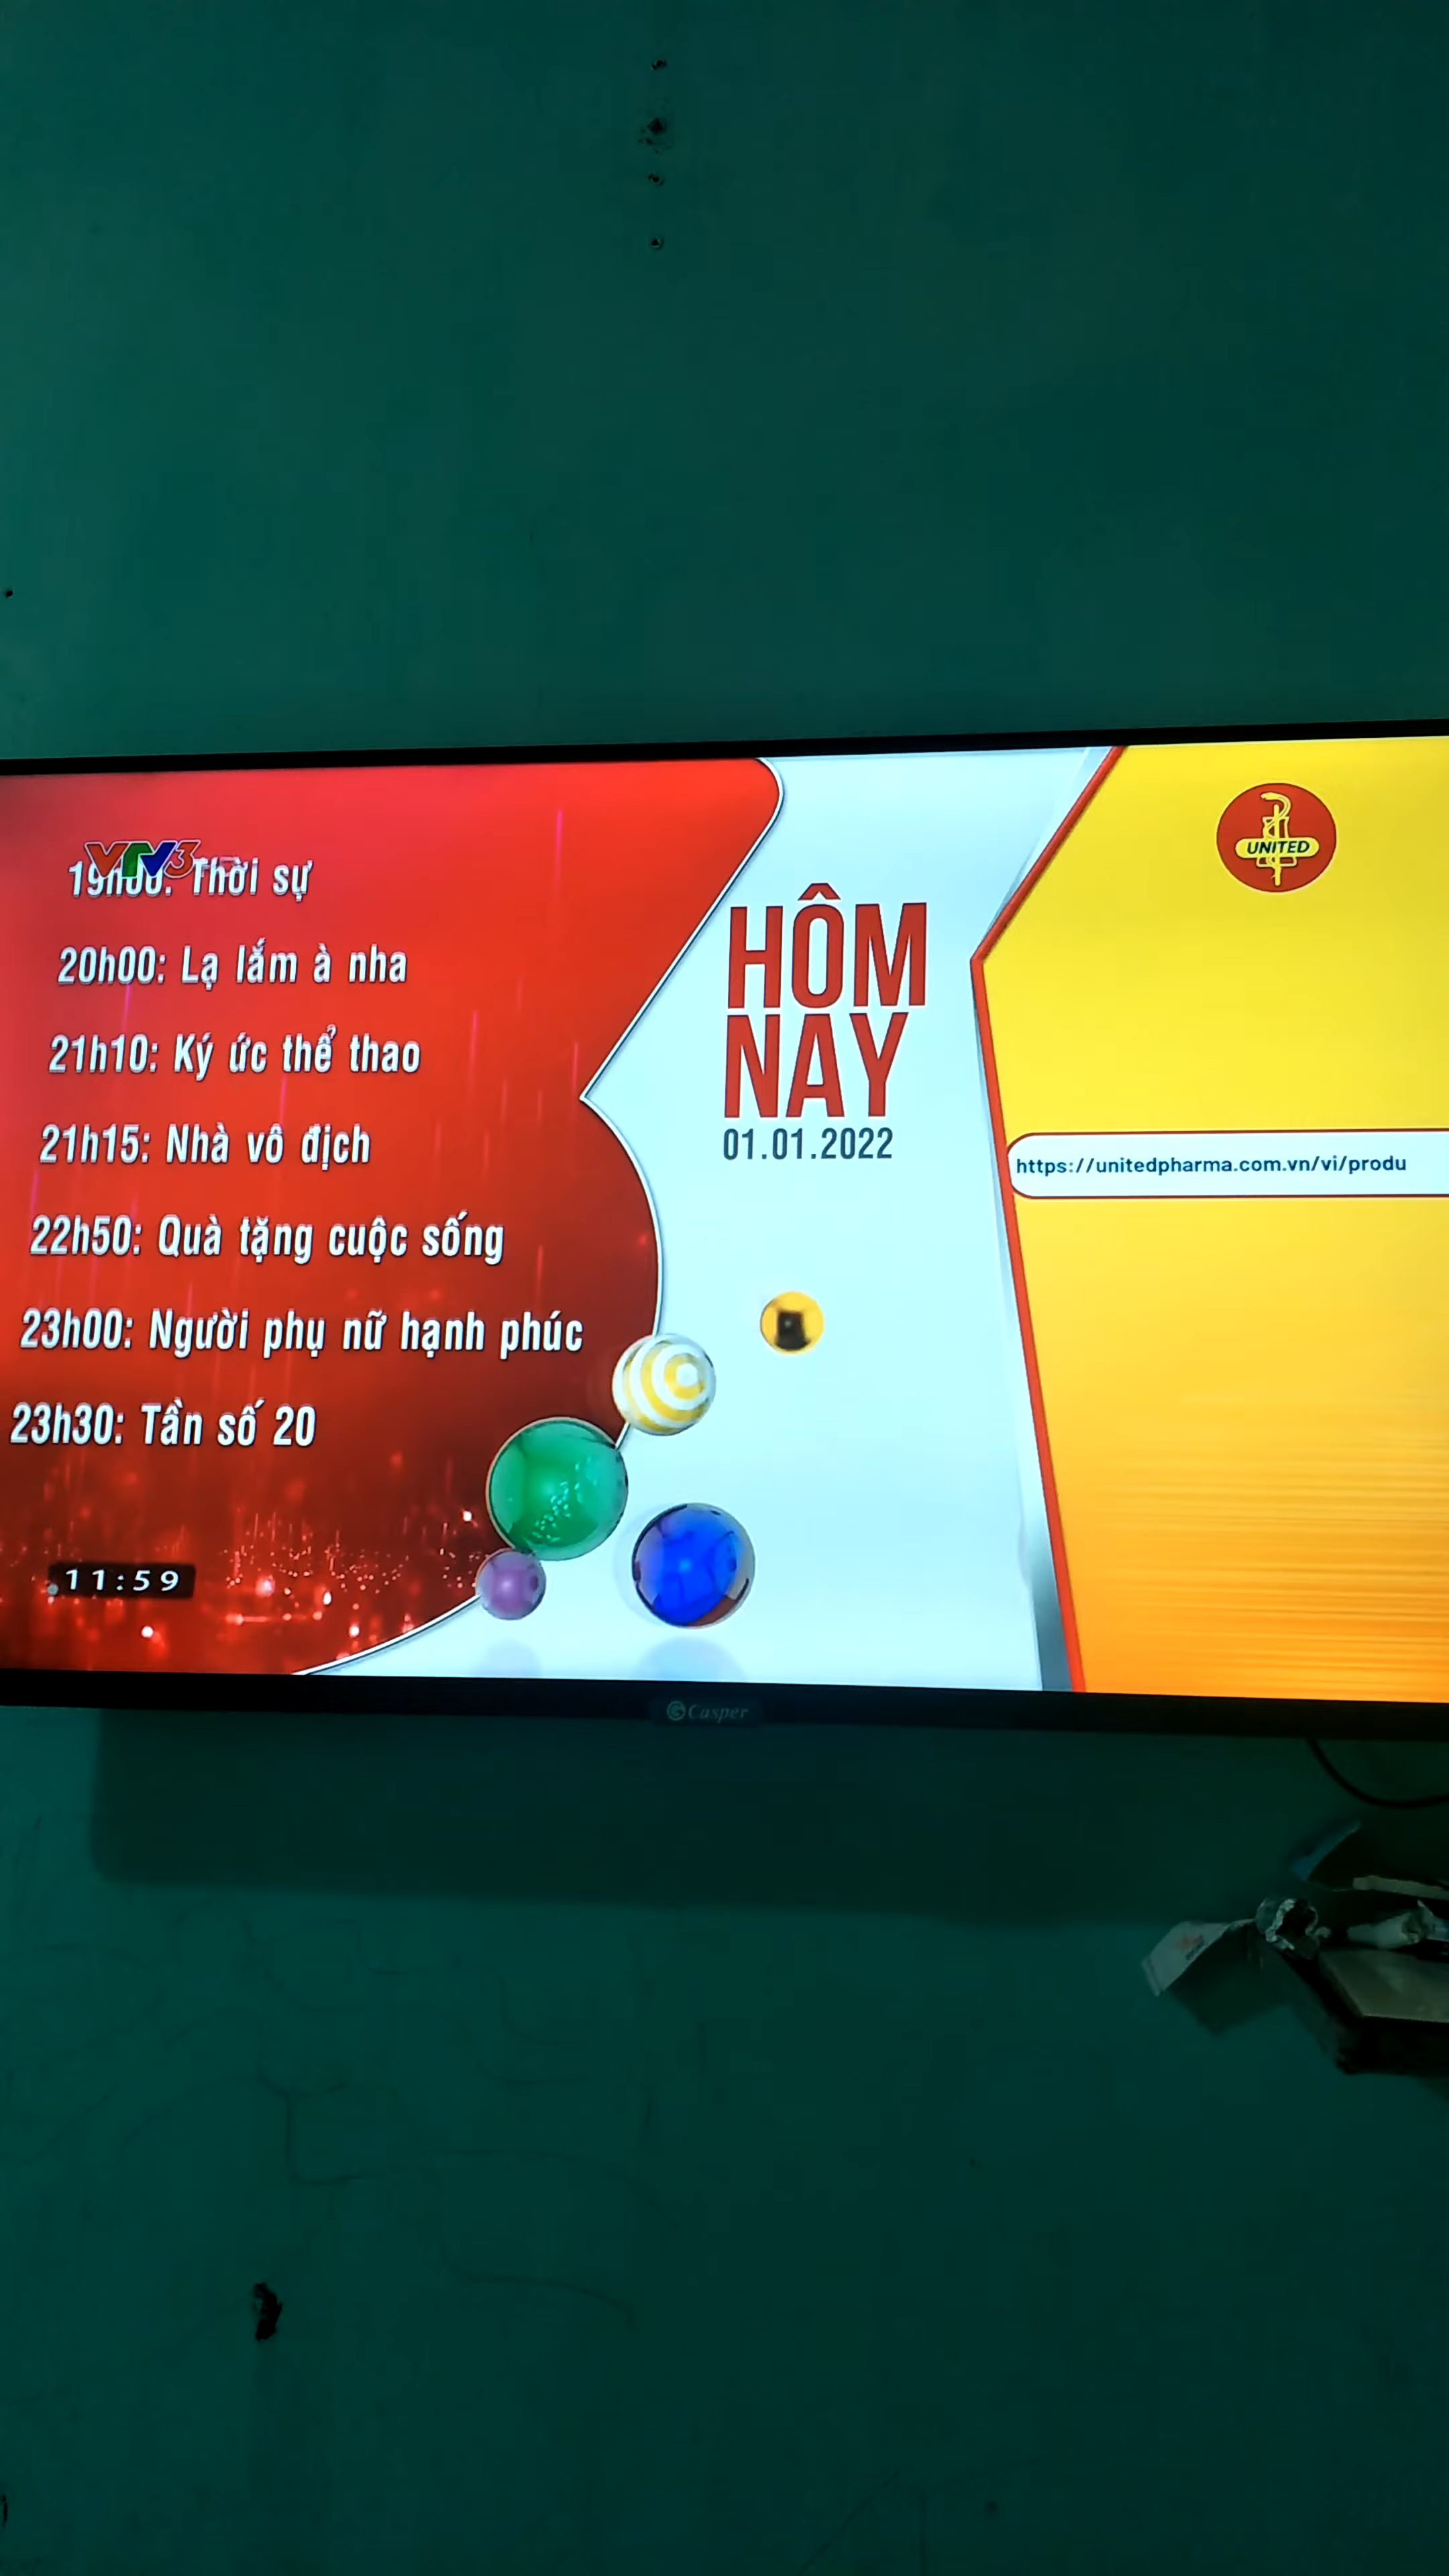 VTV3
19h00: Thời sự
20h00: Lạ lắm à nha
21h10: Ký ức thể thao
21h15: Nhà vô địch
22h50: Quà tặng cuộc sống
23h00: Người phụ nữ hạnh phúc
23h30: Tần số 20
11:59
HÔM
NAY
01.01.2022
UNITED
https://unitedpharma.com.vn/vi/produ
Casper